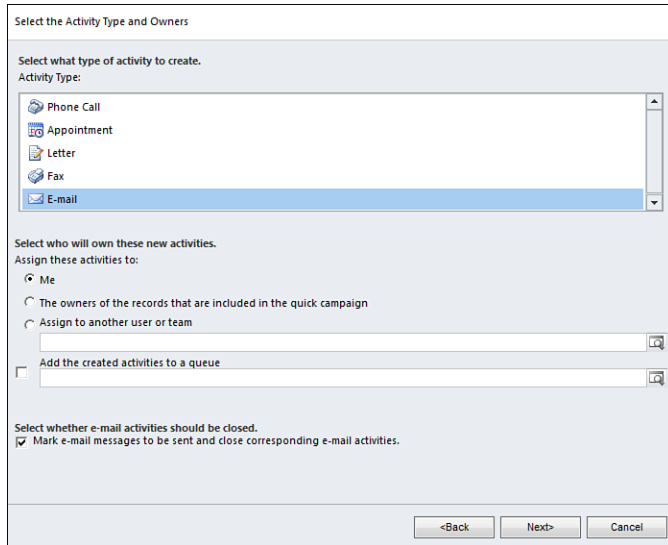 Select the Activity Type and Owners
Select what type of activity to create.
Activity Type:
Phone Call
Appointment
Letter
Fax
E-mail
Select who will own these new activities.
Assign these activities to:
Me
The owners of the records that are included in the quick campaign
Assign to another user or team
Add the created activities to a queue
Select whether e-mail activities should be closed.
Mark e-mail messages to be sent and close corresponding e-mail activities.
<Back Next> Cancel